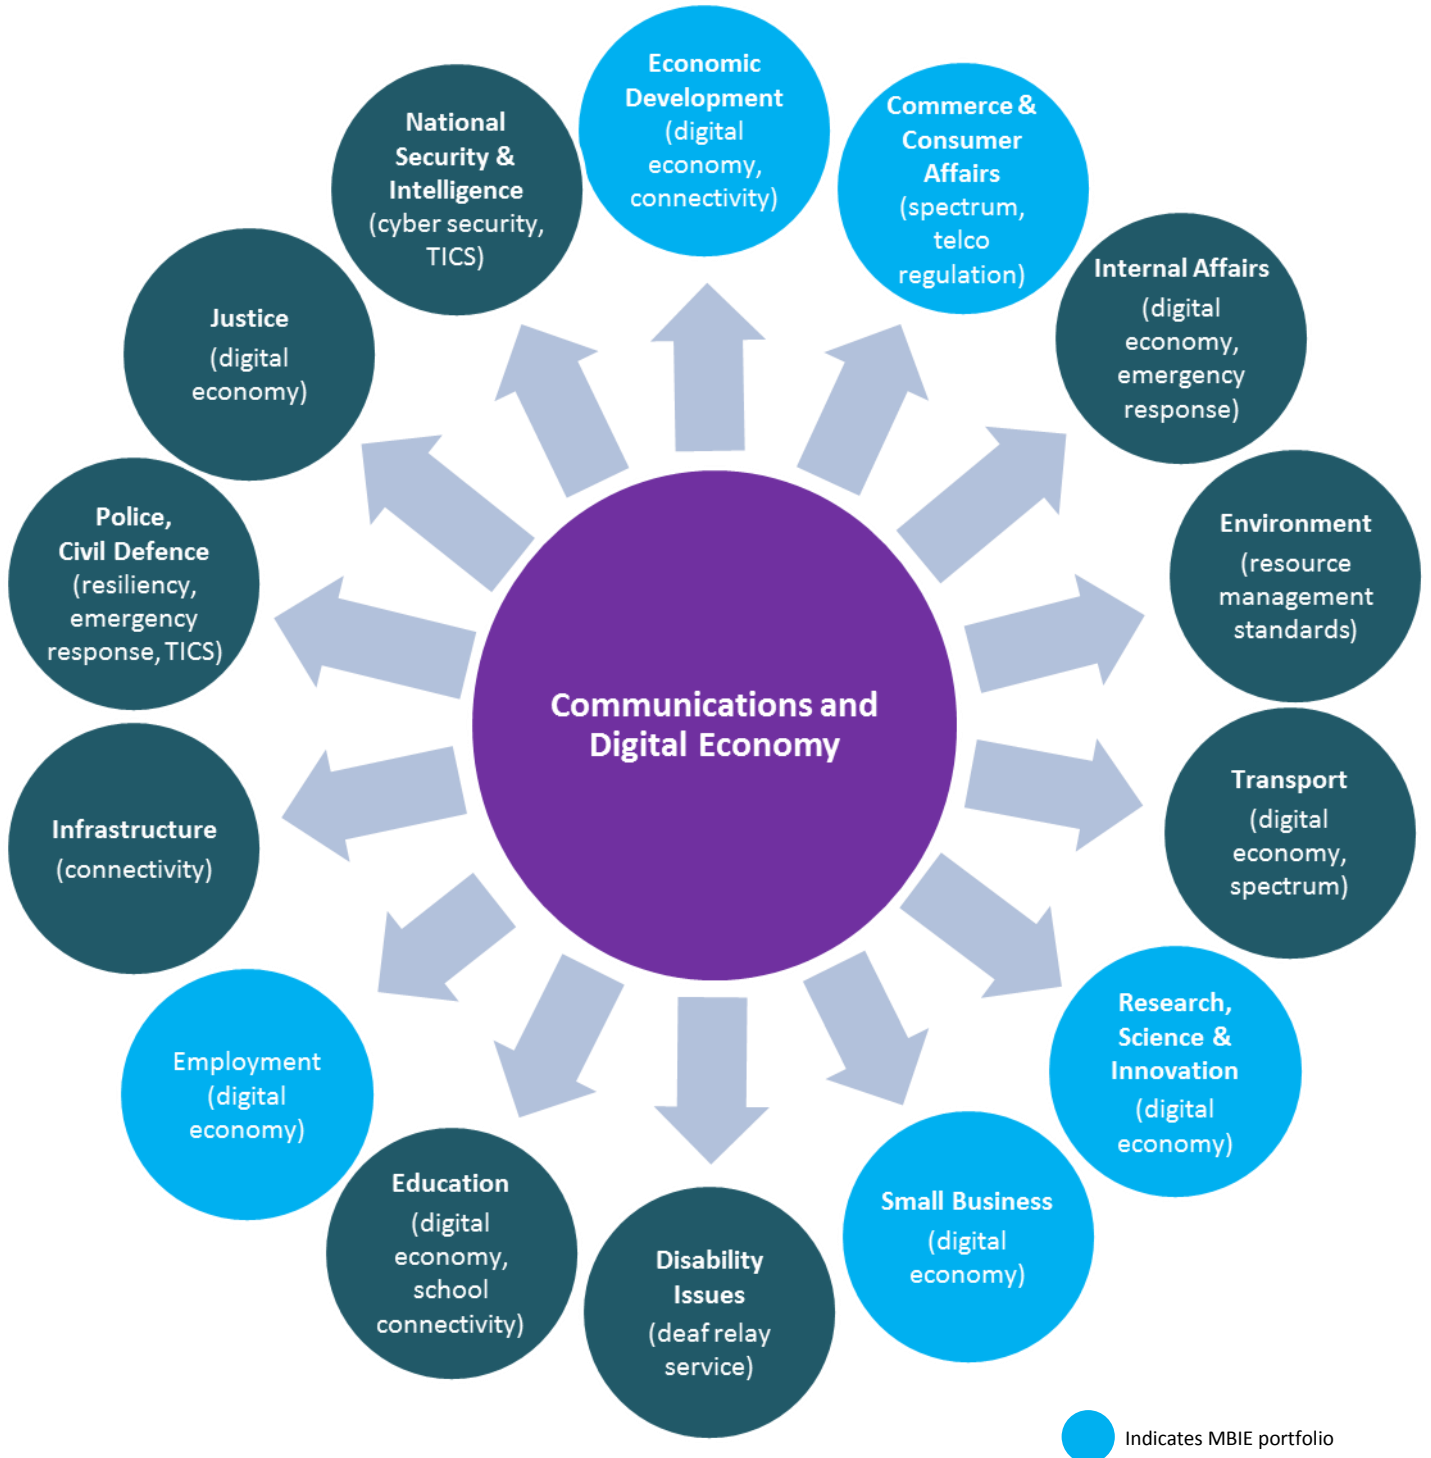 Economic
Development
(digital
economy,
connectivity)
Commerce &
Consumer
Affairs
(spectrum,
telco
regulation)
Internal Affairs
(digital
economy,
emergency
response)
Environment
(resource
management
standards)
Transport
(digital
economy,
spectrum)
Research,
Science &
Innovation
(digital
economy)
Small Business
(digital
economy)
Disability
Issues
(deaf relay
service)
Education
(digital
economy,
school
connectivity)
Employment
(digital
economy)
Infrastructure
(connectivity)
Police,
Civil Defence
(resiliency,
emergency
response, TICS)
Justice
(digital
economy)
National
Security &
Intelligence
(cyber security,
TICS)
Communications and
Digital Economy
Indicates MBIE portfolio